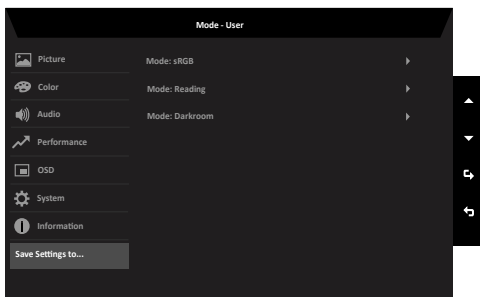 Mode - User
Picture
Mode: sRGB
Color
Mode: Reading
Audio
Mode: Darkroom
Performance
OSD
System
Information
Save Settings to...